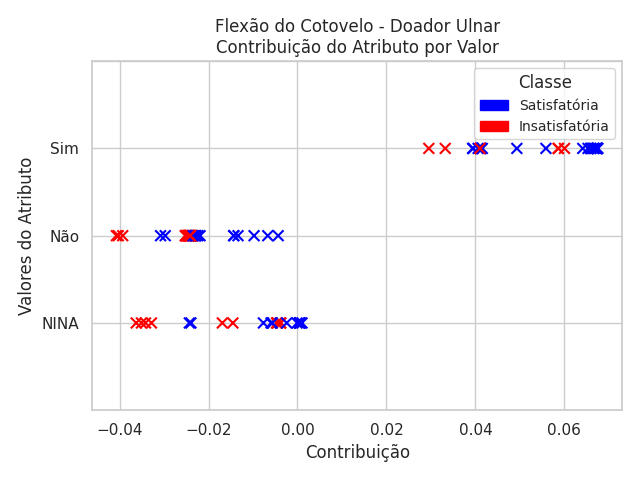 Flexão do Cotovelo - Doador Ulnar
Contribuição do Atributo por Valor
Classe
Satisfatória
Insatisfatória
Valores do Atributo
Sim
Não
NINA
−0.04 −0.02 0.00 0.02 0.04 0.06
Contribuição